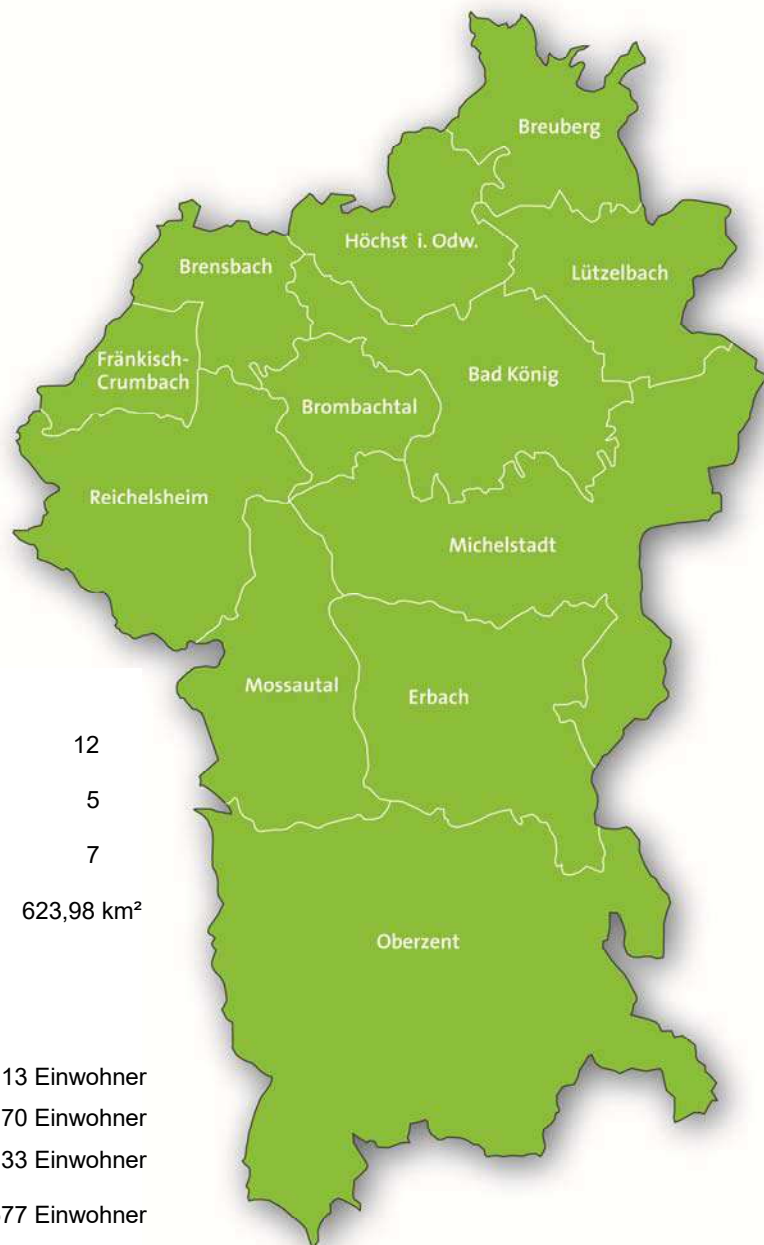 Breuberg
Höchst i. Odw.
Brensbach
Lützelbach
Fränkisch-
Crumbach
Bad König
Brombachtal
Reichelsheim
Michelstadt
Mossautal
Erbach
12
5
7
623,98 km²
Oberzent
13 Einwohner
70 Einwohner
33 Einwohner
77 Einwohner